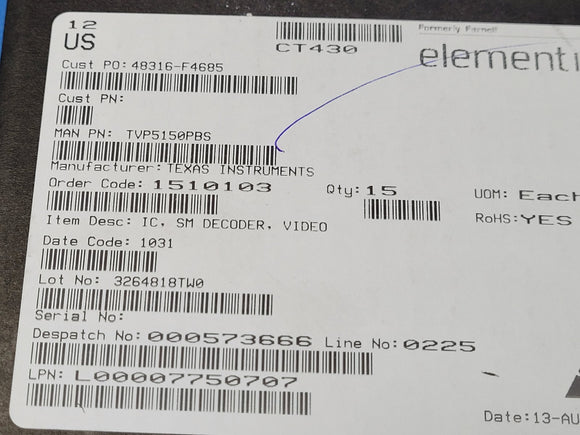 12
US
CT430
Formerly Farnell
element
Cust PO: 48316-F4685
Cust PN:
MAN PN: TVP5150PBS
Manufacturer: TEXAS INSTRUMENTS
Order Code: 1510103 Qty: 15 UOM: Each
Item Desc: IC, SM DECODER, VIDEO RoHS: YES
Date Code: 1031
Lot No: 3264818TW0
Serial No:
Despatch No: 000573666 Line No: 0225
LPN: L00007750707
Date: 13-AU